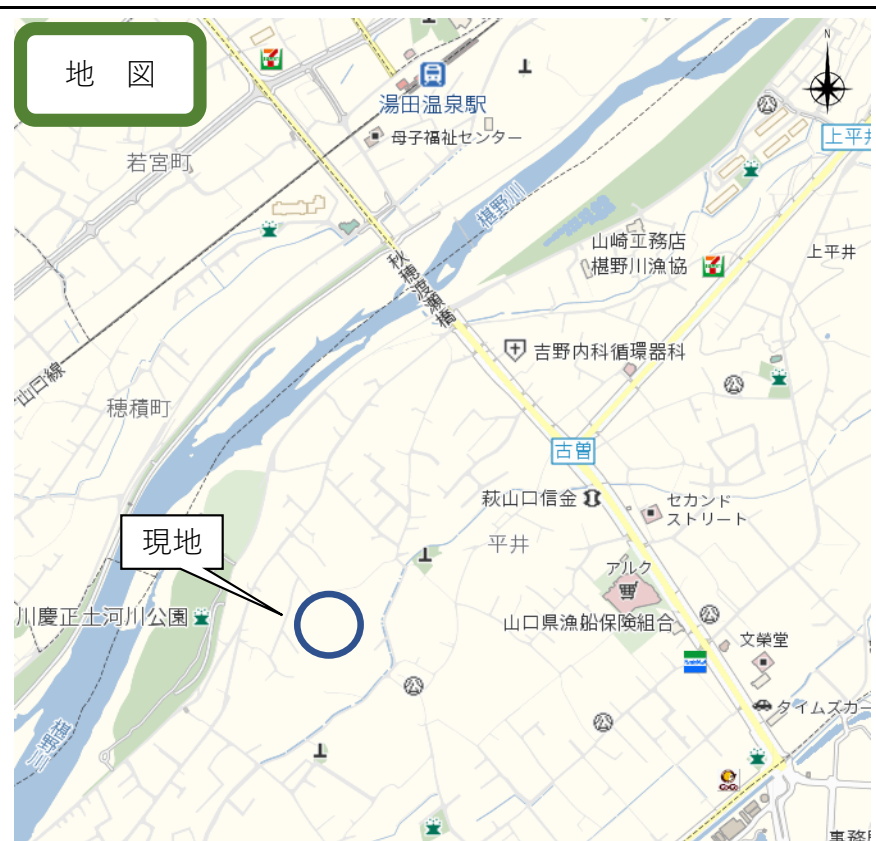 地 図
N
湯田温泉駅
母子福祉センター
若宮町
上平井
椹野川
山崎工務店
椹野川漁協
上平井
秋穂渡瀬橋
吉野内科循環器科
山口線
穂積町
古曽
萩山口信金
セカンド
ストリート
平井
現地
アルク
川慶正土河川公園
山口県漁船保険組合
文榮堂
タイムズカー